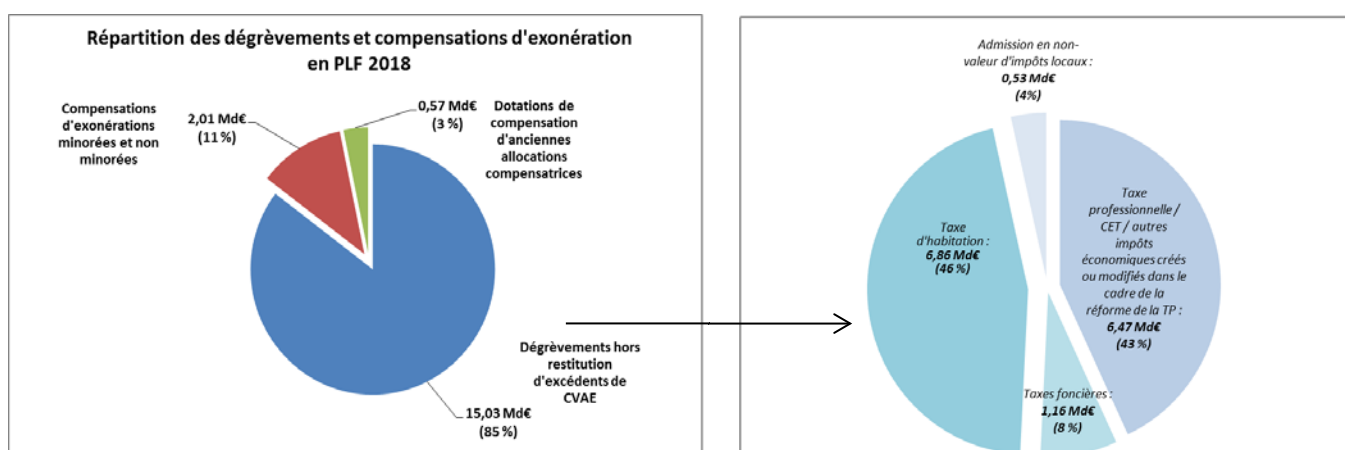 Répartition des dégrèvements et compensations d'exonération
en PLF 2018
Compensations
d'exonérations
minorées et non
minorées
2,01 Md€
(11 %)
0,57 Md€
(3 %)
Dotations de
compensation
d'anciennes
allocations
compensatrices
Dégrèvements hors
restitution
d'excédents de
CVAE
15,03 Md€
(85 %)
Admission en non-
valeur d'impôts locaux :
0,53 Md€
(4%)
Taxe
professionnelle /
CET / autres
impôts
économiques créés
ou modifiés dans le
cadre de la
réforme de la TP :
6,47 Md€
(43 %)
Taxe
d'habitation :
6,86 Md€
(46 %)
Taxes foncières :
1,16 Md€
(8 %)